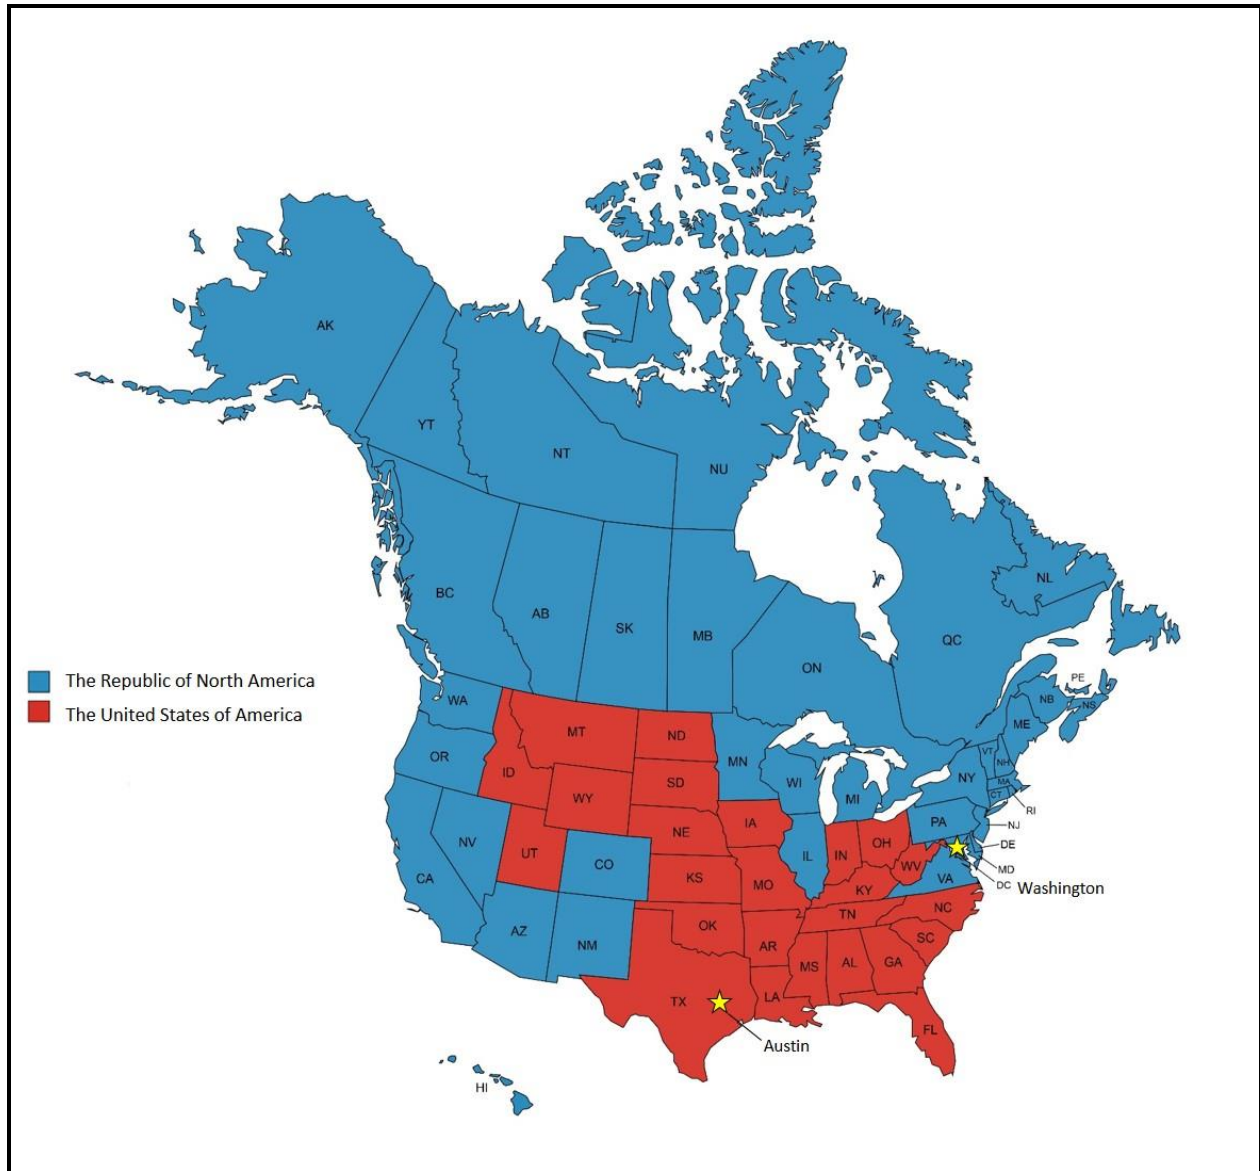 AK
YT
NT
NU
BC
AB
SK
MB
ON
QC
NL
PE
NB
NS
The Republic of North America
The United States of America
WA
MT
ND
MN
ME
VT
NH
OR
ID
SD
WI
MI
NY
MA
CT
RI
WY
IA
PA
NJ
NV
UT
NE
IL
IN
OH
DE
CA
CO
KS
MO
WV
MD
VA
DC Washington
KY
AZ
NM
OK
AR
TN
NC
SC
MS
AL
GA
TX
LA
FL
Austin
HI